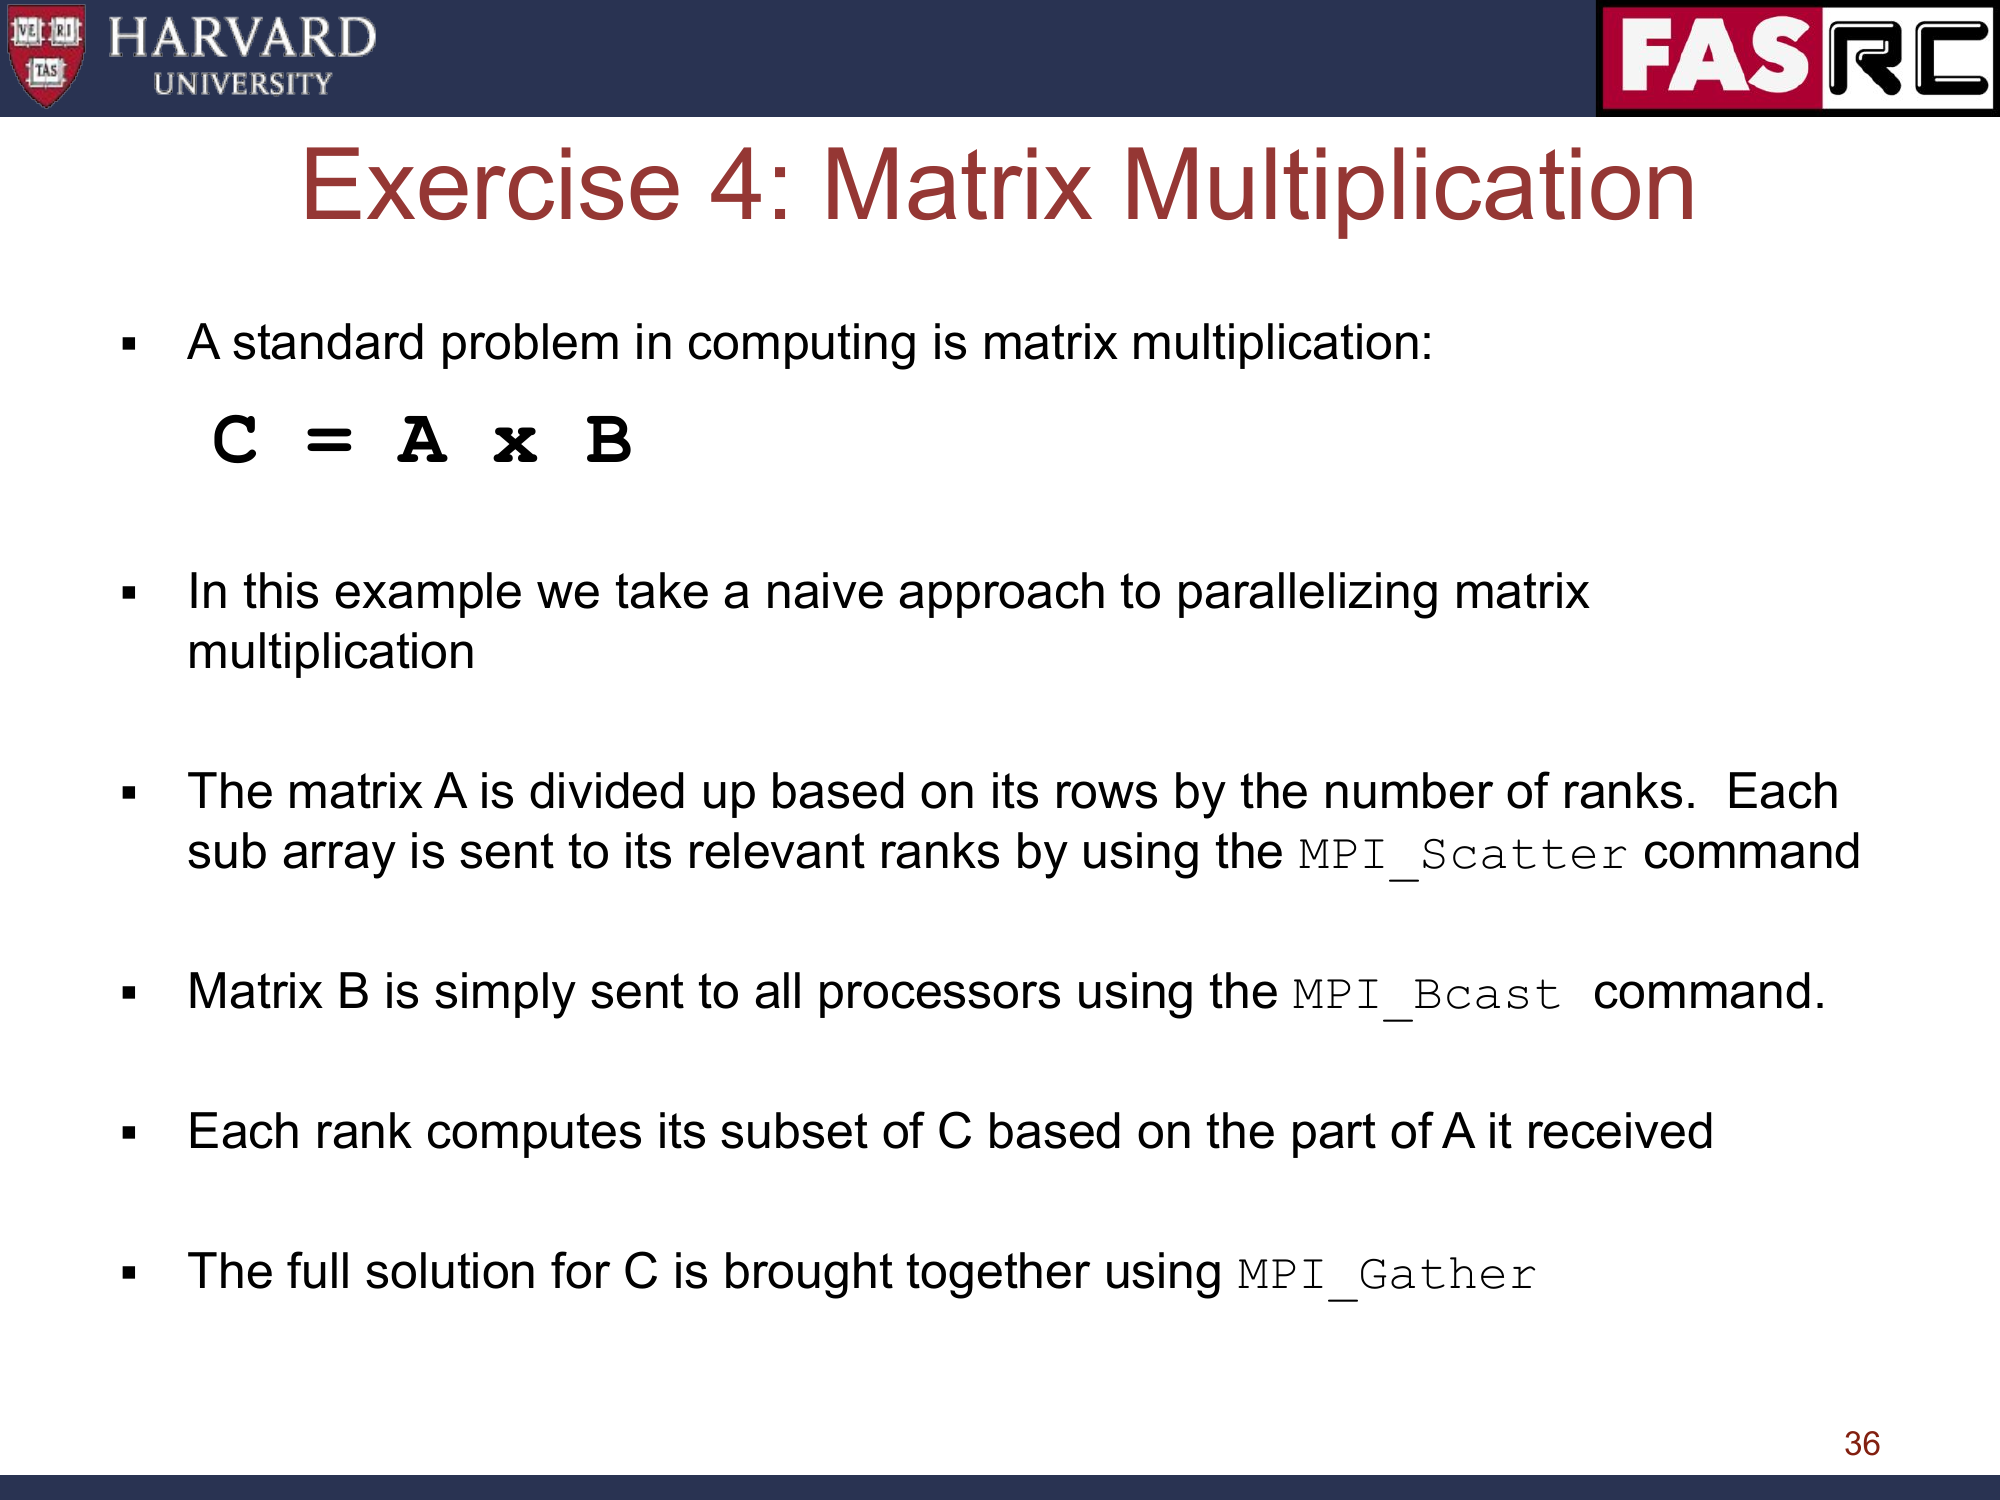 VE RI
TAS
HARVARD
UNIVERSITY
FASRC
Exercise 4: Matrix Multiplication
▪ A standard problem in computing is matrix multiplication:
C = A x B
▪ In this example we take a naive approach to parallelizing matrix
multiplication
▪ The matrix A is divided up based on its rows by the number of ranks.  Each
sub array is sent to its relevant ranks by using the MPI_Scatter command
▪ Matrix B is simply sent to all processors using the MPI_Bcast command.
▪ Each rank computes its subset of C based on the part of A it received
▪ The full solution for C is brought together using MPI_Gather
36